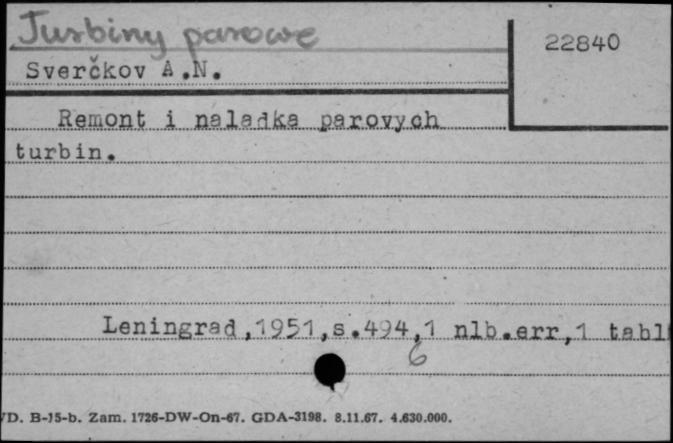 Turbiny parowe
22840
Sverčkov A.N.
Remont i naladka parovych
turbin.
Leningrad,1951,s.494,1 nlb.err,1 tabl
6
D. B-15-b. Zam. 1726-DW-On-67. GDA-3198. 8.11.67. 4.630.000.